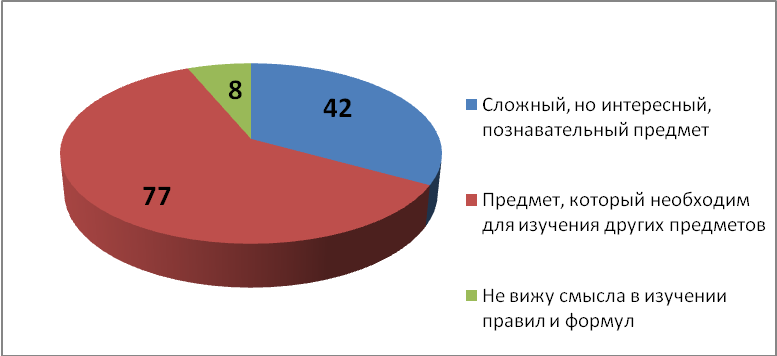 8
42
77
Сложный, но интересный,
познавательный предмет
Предмет, который необходим
для изучения других предметов
Не вижу смысла в изучении
правил и формул